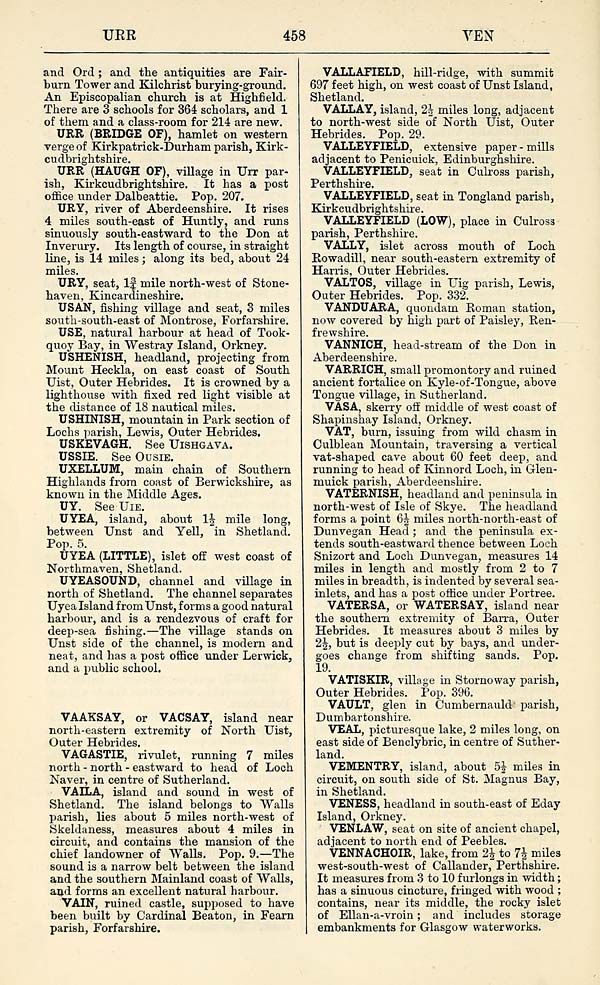 URR 458 VEN
and Ord; and the antiquities are Fair-
burn Tower and Kilchrist burying-ground.
An Episcopalian church is at Highfield.
There are 3 schools for 364 scholars, and 1
of them and a class-room for 214 are new.
URR (BRIDGE OF), hamlet on western
verge of Kirkpatrick-Durham parish, Kirk-
cudbrightshire.
URR (HAUGH OF), village in Urr par-
ish, Kirkcudbrightshire. It has a post
office under Dalbeattie. Pop. 207.
URY, river of Aberdeenshire. It rises
4 miles south-east of Huntly, and runs
sinuously south-eastward to the Don at
Inverury. Its length of course, in straight
line, is 14 miles; along its bed, about 24
miles.
URY, seat, 1¾ mile north-west of Stone-
haven, Kincardineshire.
USAN, fishing village and seat, 3 miles
south-south-east of Montrose, Forfarshire.
USE, natural harbour at head of Took-
quoy Bay, in Westray Island, Orkney.
USHENISH, headland, projecting from
Mount Heckla, on east coast of South
Uist, Outer Hebrides. It is crowned by a
lighthouse with fixed red light visible at
the distance of 18 nautical miles.
USHINISH, mountain in Park section of
Lochs parish, Lewis, Outer Hebrides.
USKEVAGH. See UISHGAVA.
USSIE. See OUSIE.
UXELLUM, main chain of Southern
Highlands from coast of Berwickshire, as
known in the Middle Ages.
UY. See UIE.
UYEA, island, about 1½ mile long,
between Unst and Yell, in Shetland.
Pop. 5.
UYEA (LITTLE), islet off west coast of
Northmaven, Shetland.
UYEASOUND, channel and village in
north of Shetland. The channel separates
Uyea Island from Unst, forms a good natural
harbour, and is a rendezvous of craft for
deep-sea fishing.—The village stands on
Unst side of the channel, is modern and
neat, and has a post office under Lerwick,
and a public school.
VAAKSAY, or VACSAY, island near
north-eastern extremity of North Uist,
Outer Hebrides.
VAGASTIE, rivulet, running 7 miles
north-north-eastward to head of Loch
Naver, in centre of Sutherland.
VAILA, island and sound in west of
Shetland. The island belongs to Walls
parish, lies about 5 miles north-west of
Skeldaness, measures about 4 miles in
circuit, and contains the mansion of the
chief landowner of Walls. Pop. 9.—The
sound is a narrow belt between the island
and the southern Mainland coast of Walls,
and forms an excellent natural harbour.
VAIN, ruined castle, supposed to have
been built by Cardinal Beaton, in Fearn
parish, Forfarshire.
VALLAFIELD, hill-ridge, with summit
697 feet high, on west coast of Unst Island,
Shetland.
VALLAY, island, 2½ miles long, adjacent
to north-west side of North Uist, Outer
Hebrides. Pop. 29.
VALLEYFIELD, extensive paper-mills
adjacent to Penicuick, Edinburghshire.
VALLEYFIELD, seat in Culross parish,
Perthshire.
VALLEYFIELD, seat in Tongland parish,
Kirkcudbrightshire.
VALLEYFIELD (LOW), place in Culross
parish, Perthshire.
VALLY, islet across mouth of Loch
Rowadill, near south-eastern extremity of
Harris, Outer Hebrides.
VALTOS, village in Uig parish, Lewis,
Outer Hebrides. Pop. 332.
VANDUARA, quondam Roman station,
now covered by high part of Paisley, Ren-
frewshire.
VANNICH, head-stream of the Don in
Aberdeenshire.
VARRICH, small promontory and ruined
ancient fortalice on Kyle-of-Tongue, above
Tongue village, in Sutherland.
VASA, skerry off middle of west coast of
Shapinshay Island, Orkney.
VAT, burn, issuing from wild chasm in
Culblean Mountain, traversing a vertical
vat-shaped cave about 60 feet deep, and
running to head of Kinnord Loch, in Glen-
muick parish, Aberdeenshire.
VATERNISH, headland and peninsula in
north-west of Isle of Skye. The headland
forms a point 6½ miles north-north-east of
Dunvegan Head; and the peninsula ex-
tends south-eastward thence between Loch
Snizort and Loch Dunvegan, measures 14
miles in length and mostly from 2 to 7
miles in breadth, is indented by several sea-
inlets, and has a post office under Portree.
VATERSA, or WATERSAY, island near
the southern extremity of Barra, Outer
Hebrides. It measures about 3 miles by
2½, but is deeply cut by bays, and under-
goes change from shifting sands. Pop.
19.
VATISKIR, village in Stornoway parish,
Outer Hebrides. Pop. 396.
VAULT, glen in Cumbernauld parish,
Dumbartonshire.
VEAL, picturesque lake, 2 miles long, on
east side of Benclybric, in centre of Suther-
land.
VEMENTRY, island, about 5½ miles in
circuit, on south side of St. Magnus Bay,
in Shetland.
VENESS, headland in south-east of Eday
Island, Orkney.
VENLAW, seat on site of ancient chapel,
adjacent to north end of Peebles.
VENNACHOIR, lake, from 2½ to 7½ miles
west-south-west of Callander, Perthshire.
It measures from 3 to 10 furlongs in width;
has a sinuous cincture, fringed with wood;
contains, near its middle, the rocky islet
of Ellan-a-vroin; and includes storage
embankments for Glasgow waterworks.